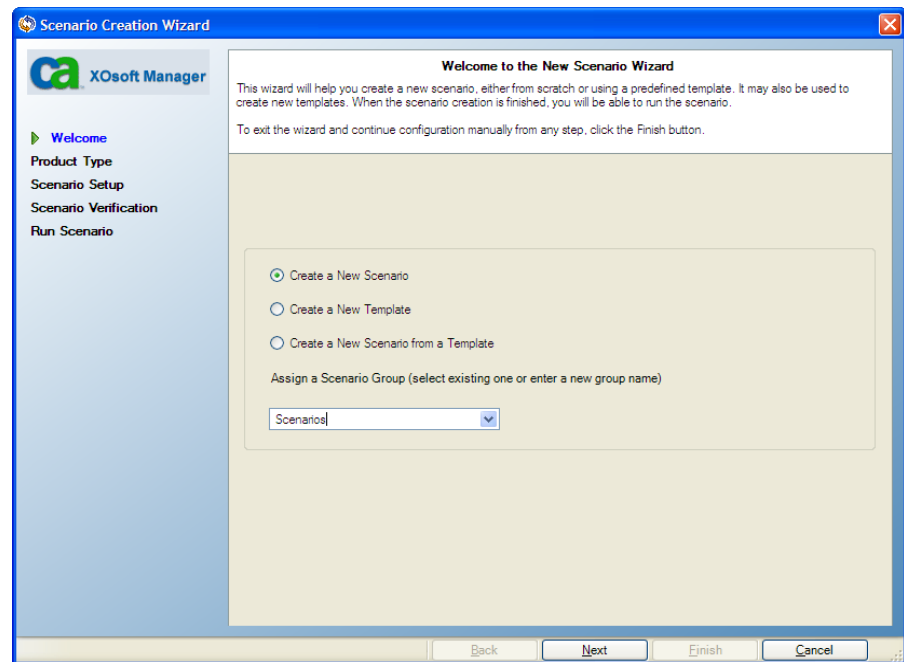 Scenario Creation Wizard
ca XOsoft Manager
Welcome
Product Type
Scenario Setup
Scenario Verification
Run Scenario
Welcome to the New Scenario Wizard
This wizard will help you create a new scenario, either from scratch or using a predefined template. It may also be used to
create new templates. When the scenario creation is finished, you will be able to run the scenario.
To exit the wizard and continue configuration manually from any step, click the Finish button.
Create a New Scenario
Create a New Template
Create a New Scenario from a Template
Assign a Scenario Group (select existing one or enter a new group name)
Scenarios
Back Next Finish Cancel